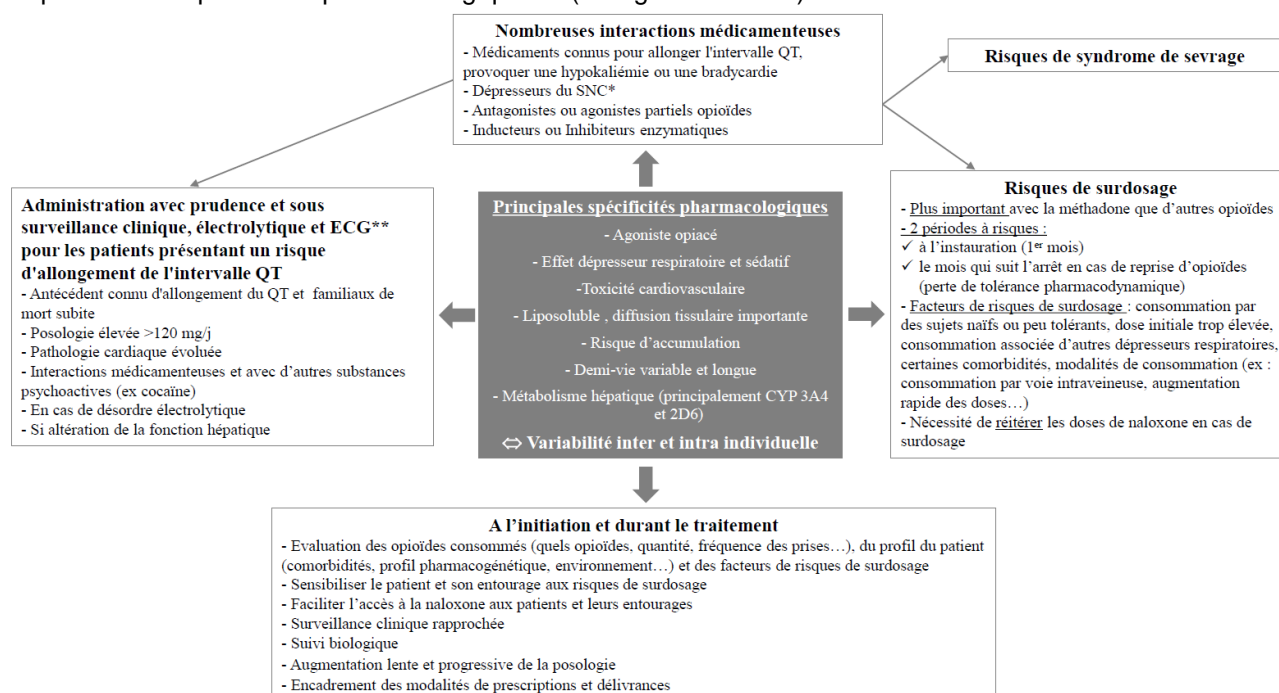 Nombreuses interactions médicamenteuses
- Médicaments connus pour allonger l'intervalle QT,
provoquer une hypokaliémie ou une bradycardie
- Dépresseurs du SNC*
- Antagonistes ou agonistes partiels opioïdes
- Inducteurs ou Inhibiteurs enzymatiques
Risques de syndrome de sevrage
Administration avec prudence et sous
surveillance clinique, électrolytique et ECG**
pour les patients présentant un risque
d'allongement de l'intervalle QT
- Antécédent connu d'allongement du QT et familiaux de
mort subite
- Posologie élevée >120 mg/j
- Pathologie cardiaque évoluée
- Interactions médicamenteuses et avec d'autres substances
psychoactives (ex cocaïne)
- En cas de désordre électrolytique
- Si altération de la fonction hépatique
Principales spécificités pharmacologiques
- Agoniste opiacé
- Effet dépresseur respiratoire et sédatif
-Toxicité cardiovasculaire
- Liposoluble , diffusion tissulaire importante
- Risque d'accumulation
- Demi-vie variable et longue
- Métabolisme hépatique (principalement CYP 3A4
et 2D6)
⇔ Variabilité inter et intra individuelle
Risques de surdosage
- Plus important avec la méthadone que d'autres opioïdes
- 2 périodes à risques :
✓ à l'instauration (1er mois)
✓ le mois qui suit l'arrêt en cas de reprise d'opioïdes
(perte de tolérance pharmacodynamique)
- Facteurs de risques de surdosage : consommation par
des sujets naïfs ou peu tolérants, dose initiale trop élevée,
consommation associée d'autres dépresseurs respiratoires,
certaines comorbidités, modalités de consommation (ex :
consommation par voie intraveineuse, augmentation
rapide des doses…)
- Nécessité de réitérer les doses de naloxone en cas de
surdosage
A l'initiation et durant le traitement
- Evaluation des opioïdes consommés (quels opioïdes, quantité, fréquence des prises…), du profil du patient
(comorbidités, profil pharmacogénétique, environnement…) et des facteurs de risques de surdosage
- Sensibiliser le patient et son entourage aux risques de surdosage
- Faciliter l'accès à la naloxone aux patients et leurs entourages
- Surveillance clinique rapprochée
- Suivi biologique
- Augmentation lente et progressive de la posologie
- Encadrement des modalités de prescriptions et délivrances